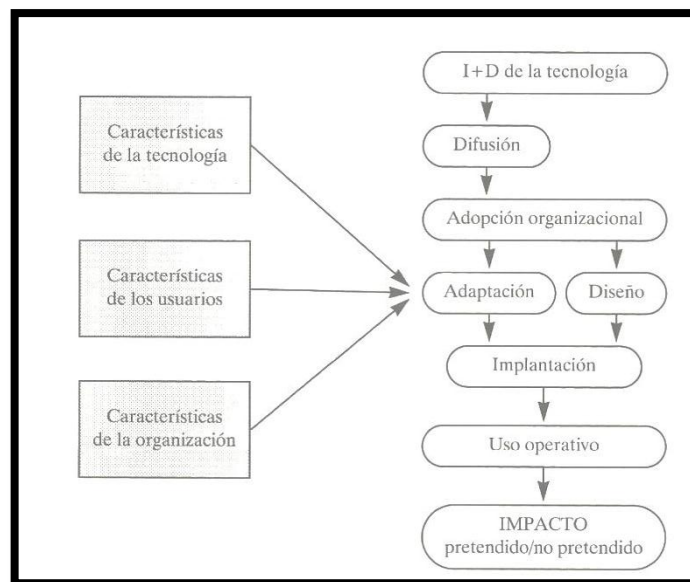 Características
de la tecnología
Características
de los usuarios
Características
de la organización
I+D de la tecnología
Difusión
Adopción organizacional
Adaptación
Diseño
Implantación
Uso operativo
IMPACTO
pretendido/no pretendido